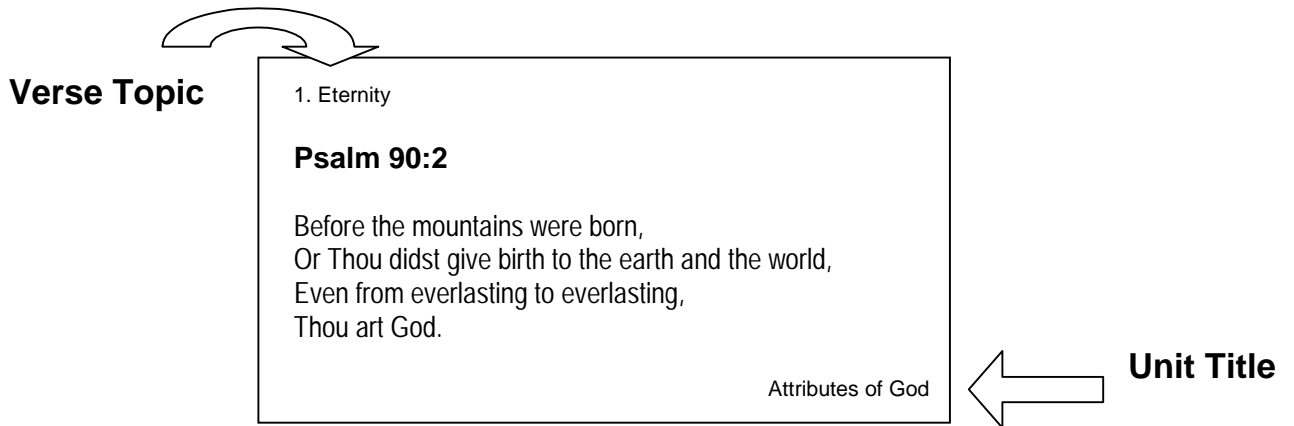 Verse Topic
1. Eternity
Psalm 90:2
Before the mountains were born,
Or Thou didst give birth to the earth and the world,
Even from everlasting to everlasting,
Thou art God.
Unit Title
Attributes of God